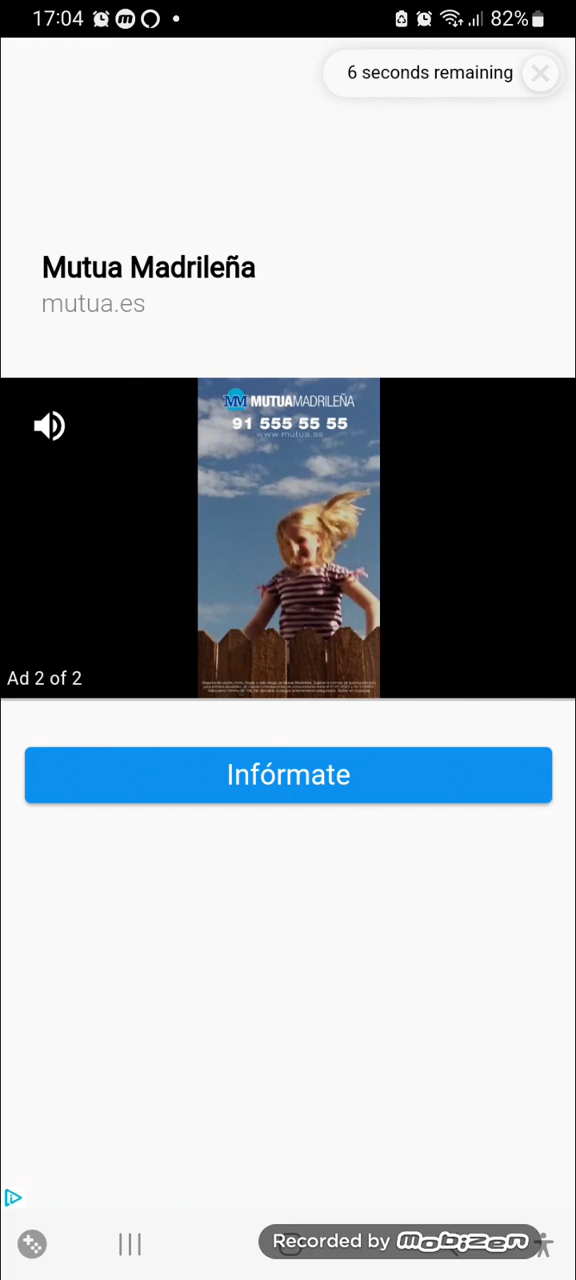 17:04
82%
6 seconds remaining
Mutua Madrileña
mutua.es
MM MUTUAMADRILEÑA
91 555 55 55
www.mutua.es
Ad 2 of 2
Infórmate
Recorded by mobizen